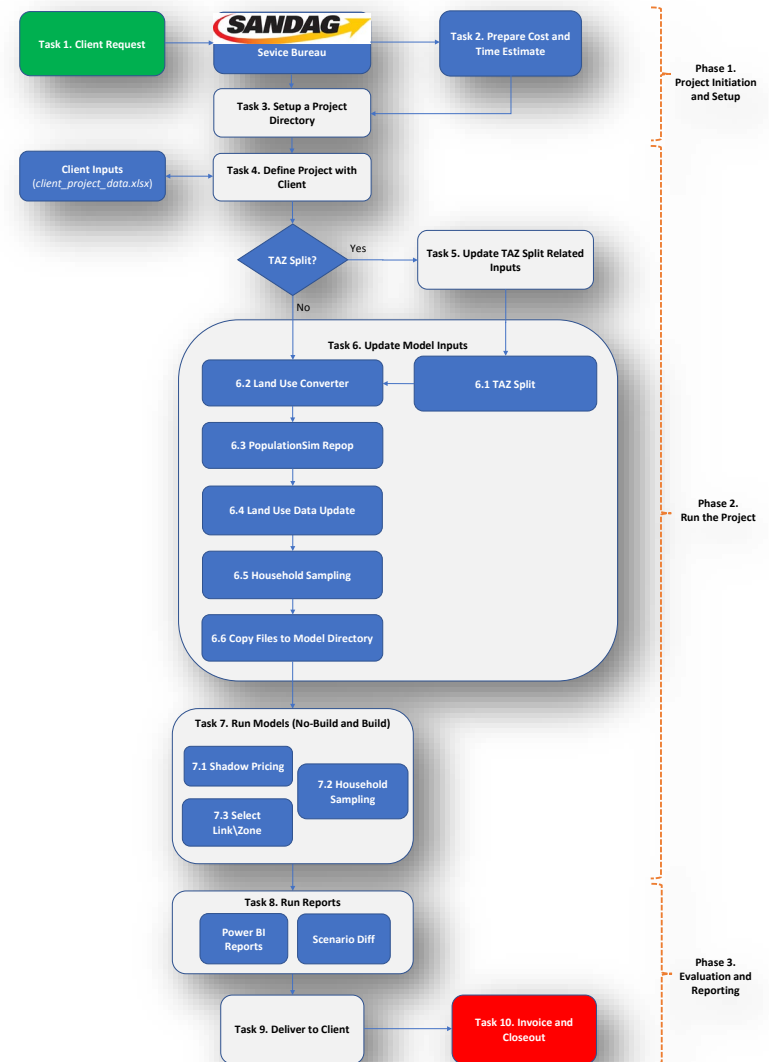 Task 1. Client Request
SANDAG
Sevice Bureau
Task 2. Prepare Cost and
Time Estimate
Phase 1.
Project Initiation
and Setup
Task 3. Setup a Project
Directory
Client Inputs
(client_project_data.xlsx)
Task 4. Define Project with
Client
TAZ Split?
Yes
No
Task 5. Update TAZ Split Related
Inputs
Task 6. Update Model Inputs
6.2 Land Use Converter
6.1 TAZ Split
6.3 PopulationSim Repop
6.4 Land Use Data Update
6.5 Household Sampling
6.6 Copy Files to Model Directory
Phase 2.
Run the Project
Task 7. Run Models (No-Build and Build)
7.1 Shadow Pricing
7.2 Household
Sampling
7.3 Select
Link\Zone
Task 8. Run Reports
Power BI
Reports
Scenario Diff
Phase 3.
Evaluation and
Reporting
Task 9. Deliver to Client
Task 10. Invoice and
Closeout